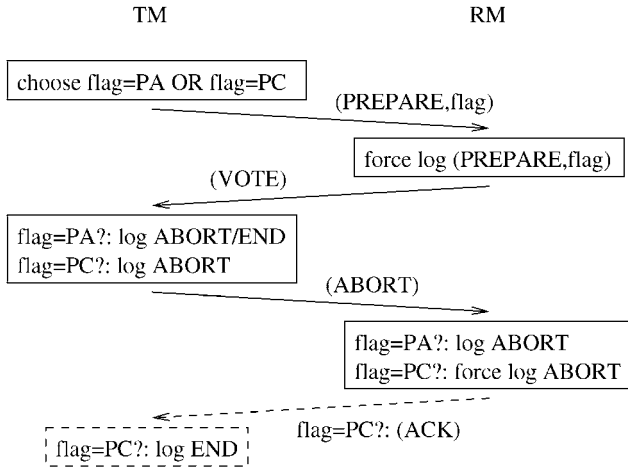 TM
RM
choose flag=PA OR flag=PC
(PREPARE,flag)
force log (PREPARE,flag)
(VOTE)
flag=PA?: log ABORT/END
flag=PC?: log ABORT
(ABORT)
flag=PA?: log ABORT
flag=PC?: force log ABORT
flag=PC?: (ACK)
flag=PC?: log END